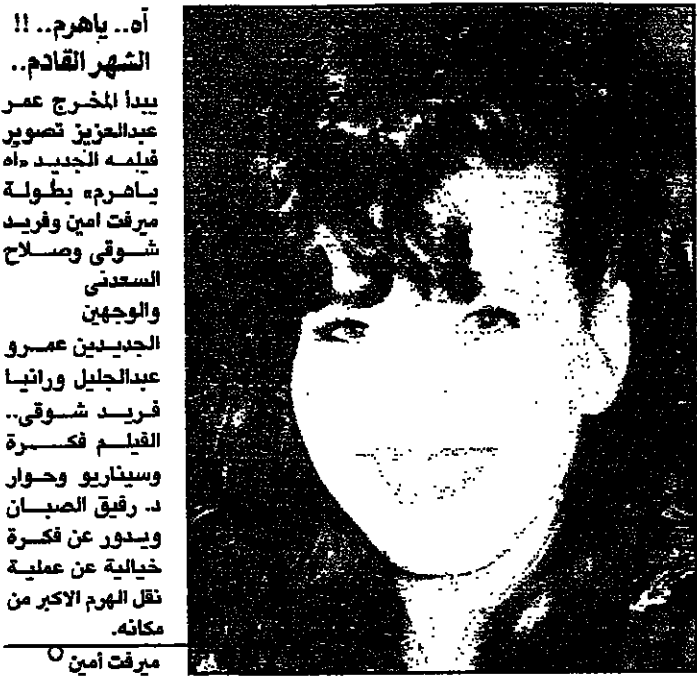 آه.. ياهرم.. !!
الشهر القادم..
يبدأ المخرج عمر
عبدالعزيز تصوير
فيلمه الجديد «آه
ياهرم» بطولة
ميرفت امين وفريد
شوقى وصلاح
السعدنى
والوجهين
الجديدين عمرو
عبدالجليل ورانيا
فريد شوقى..
الفيلم فكرة
وسيناريو وحوار
د. رفيق الصبان
ويدور عن فكرة
خيالية عن عملية
نقل الهرم الاكبر من
مكانه.
ميرفت أمين